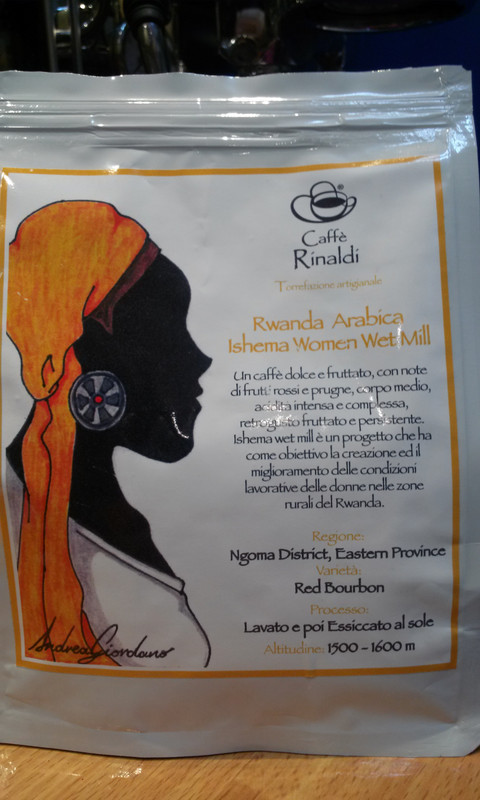 Caffè
Rinaldi
Torrefazione artigianale
Rwanda Arabica
Ishema Women Wet Mill
Un caffè dolce e fruttato, con note
di frutti rossi e prugne, corpo medio,
acidità intensa e complessa,
retrogusto fruttato e persistente.
Ishema wet mill è un progetto che ha
come obiettivo la creazione ed il
miglioramento delle condizioni
lavorative delle donne nelle zone
rurali del Rwanda.
Regione:
Ngoma District, Eastern Province
Varietà:
Red Bourbon
Processo:
Lavato e poi Essiccato al sole
Altitudine: 1500 - 1600 m
Andrea Giordano